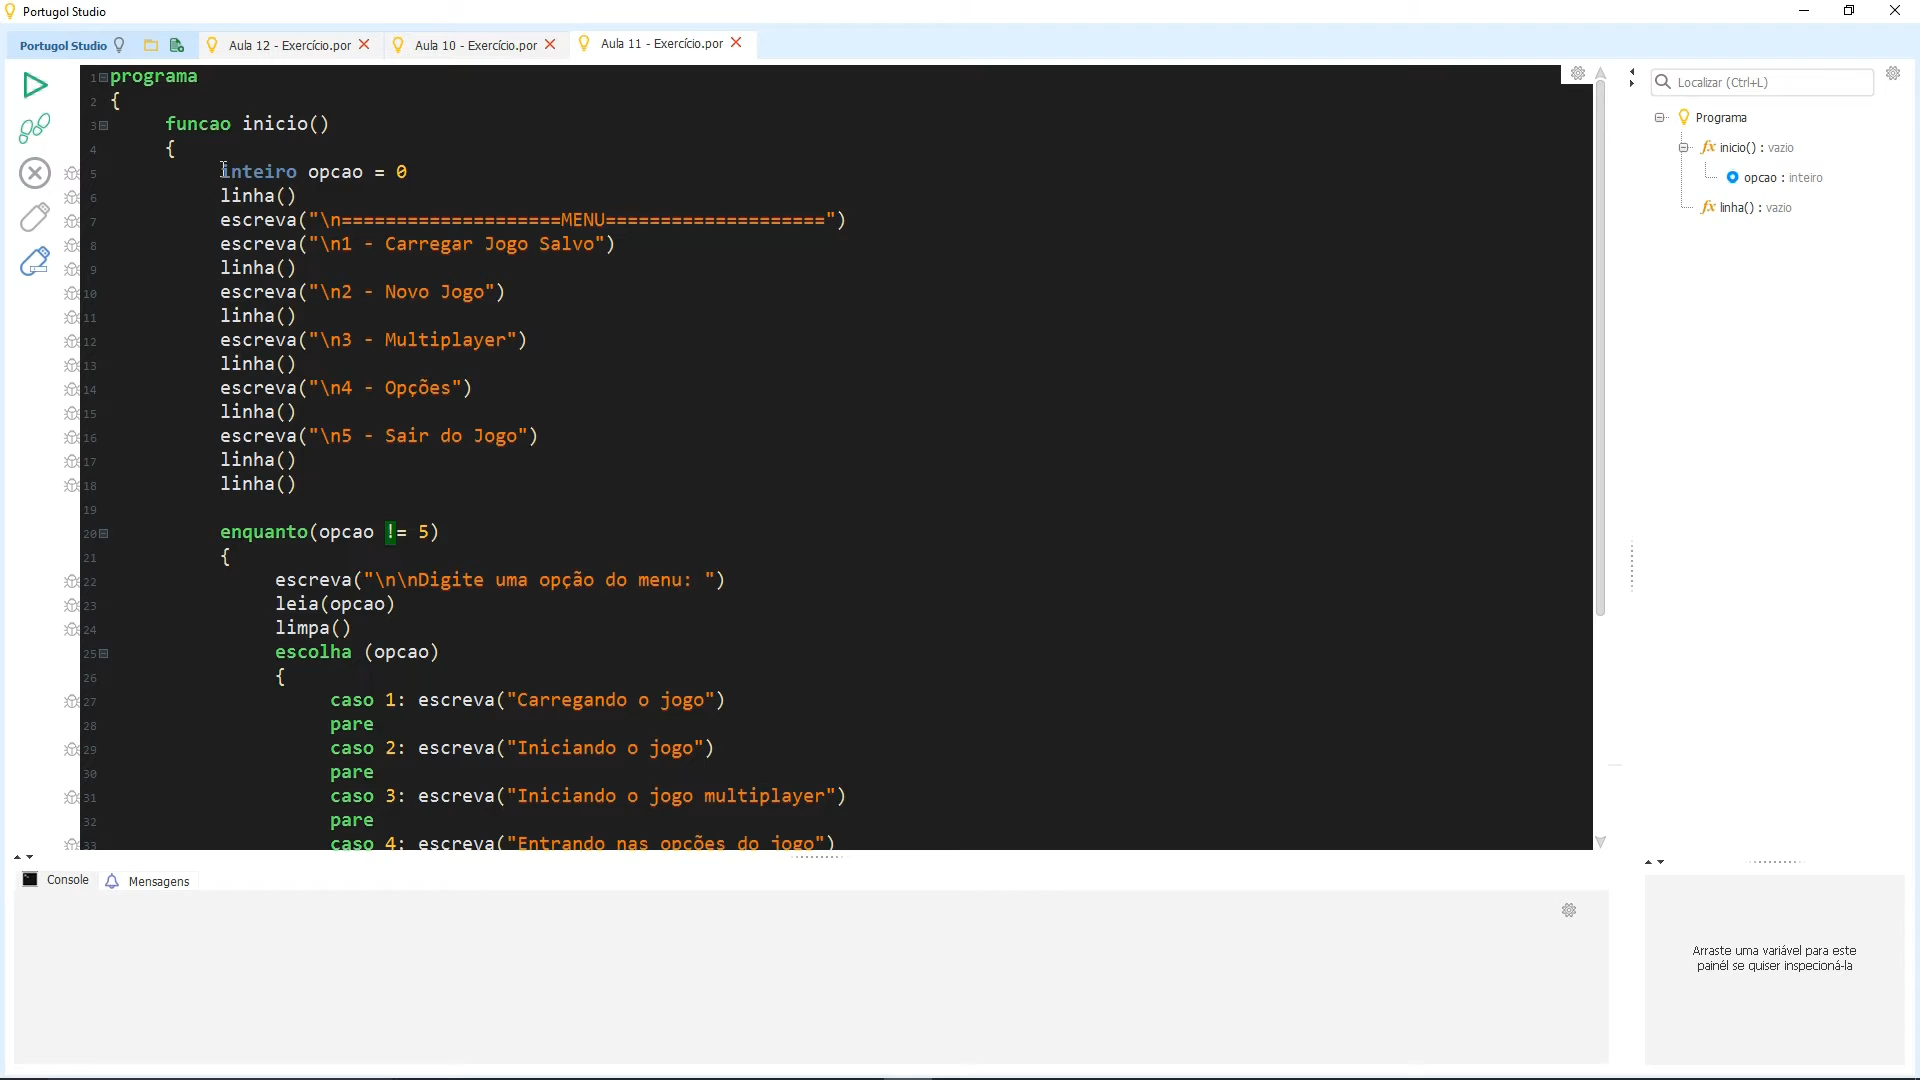 Portugol Studio
Portugol Studio
Aula 12 - Exercício.por
Aula 10 - Exercício.por
Aula 11 - Exercício.por
1 programa
2 {
3 funcao inicio()
4 {
5 inteiro opcao = 0
6 linha()
7 escreva("\n====================MENU====================")
8 escreva("\n1 - Carregar Jogo Salvo")
9 linha()
10 escreva("\n2 - Novo Jogo")
11 linha()
12 escreva("\n3 - Multiplayer")
13 linha()
14 escreva("\n4 - Opções")
15 linha()
16 escreva("\n5 - Sair do Jogo")
17 linha()
18 linha()
19
20 enquanto(opcao != 5)
21 {
22 escreva("\n\nDigite uma opção do menu: ")
23 leia(opcao)
24 limpa()
25 escolha (opcao)
26 {
27 caso 1: escreva("Carregando o jogo")
28 pare
29 caso 2: escreva("Iniciando o jogo")
30 pare
31 caso 3: escreva("Iniciando o jogo multiplayer")
32 pare
33 caso 4: escreva("Entrando nas opções do jogo")
Localizar (Ctrl+L)
Programa
fx inicio() : vazio
opcao : inteiro
fx linha() : vazio
Console
Mensagens
Arraste uma variável para este
painél se quiser inspecioná-la